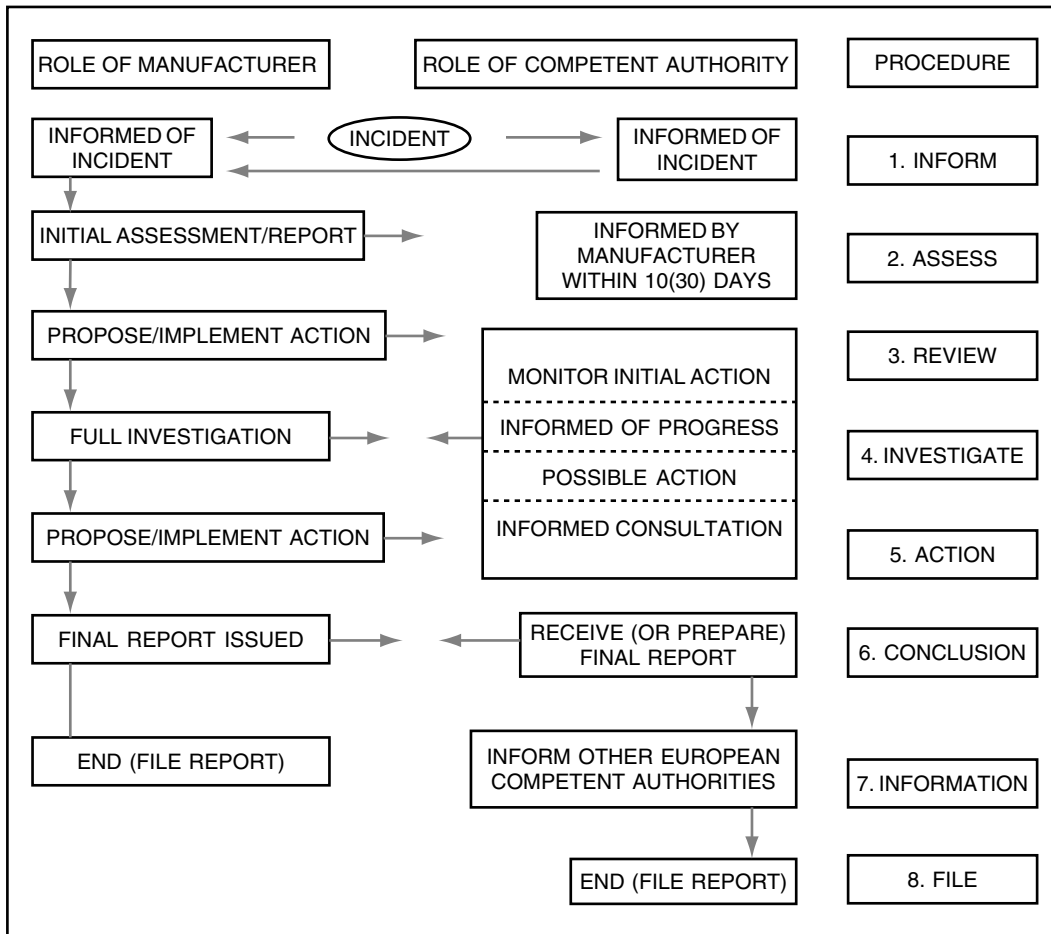 ROLE OF MANUFACTURER
ROLE OF COMPETENT AUTHORITY
PROCEDURE
INFORMED OF
INCIDENT
INCIDENT
INFORMED OF
INCIDENT
1. INFORM
INITIAL ASSESSMENT/REPORT
INFORMED BY
MANUFACTURER
WITHIN 10(30) DAYS
2. ASSESS
PROPOSE/IMPLEMENT ACTION
MONITOR INITIAL ACTION
3. REVIEW
FULL INVESTIGATION
INFORMED OF PROGRESS
4. INVESTIGATE
POSSIBLE ACTION
PROPOSE/IMPLEMENT ACTION
INFORMED CONSULTATION
5. ACTION
FINAL REPORT ISSUED
RECEIVE (OR PREPARE)
FINAL REPORT
6. CONCLUSION
END (FILE REPORT)
INFORM OTHER EUROPEAN
COMPETENT AUTHORITIES
7. INFORMATION
END (FILE REPORT)
8. FILE